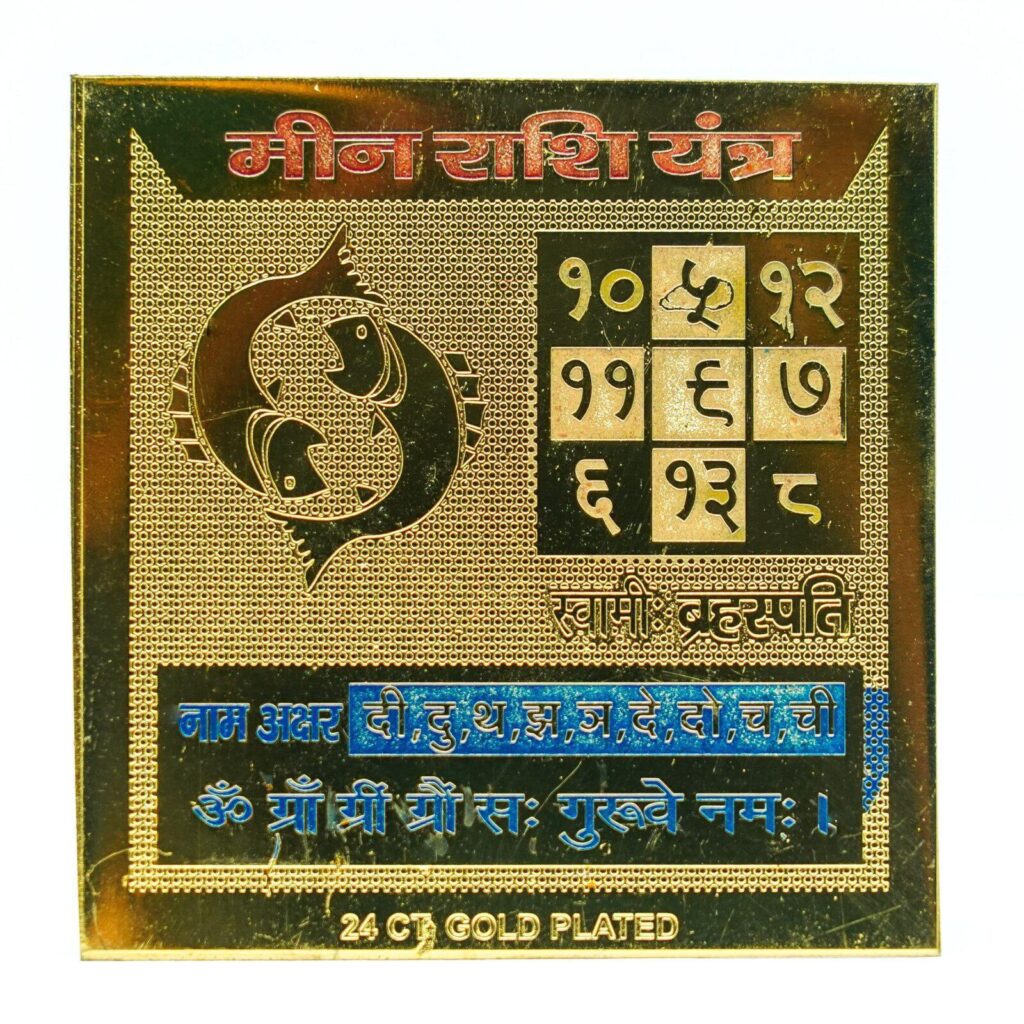 मीन राशि यंत्र
१० ५ १२
११ ९ ७
६ १३ ८
स्वामीः ब्रहस्पति
नाम अक्षर दी,दु,थ,झ,ञ,दे,दो,च,ची
ॐ ग्राँ ग्रीं ग्रौं सः गुरूवे नमः।
24 CT. GOLD PLATED